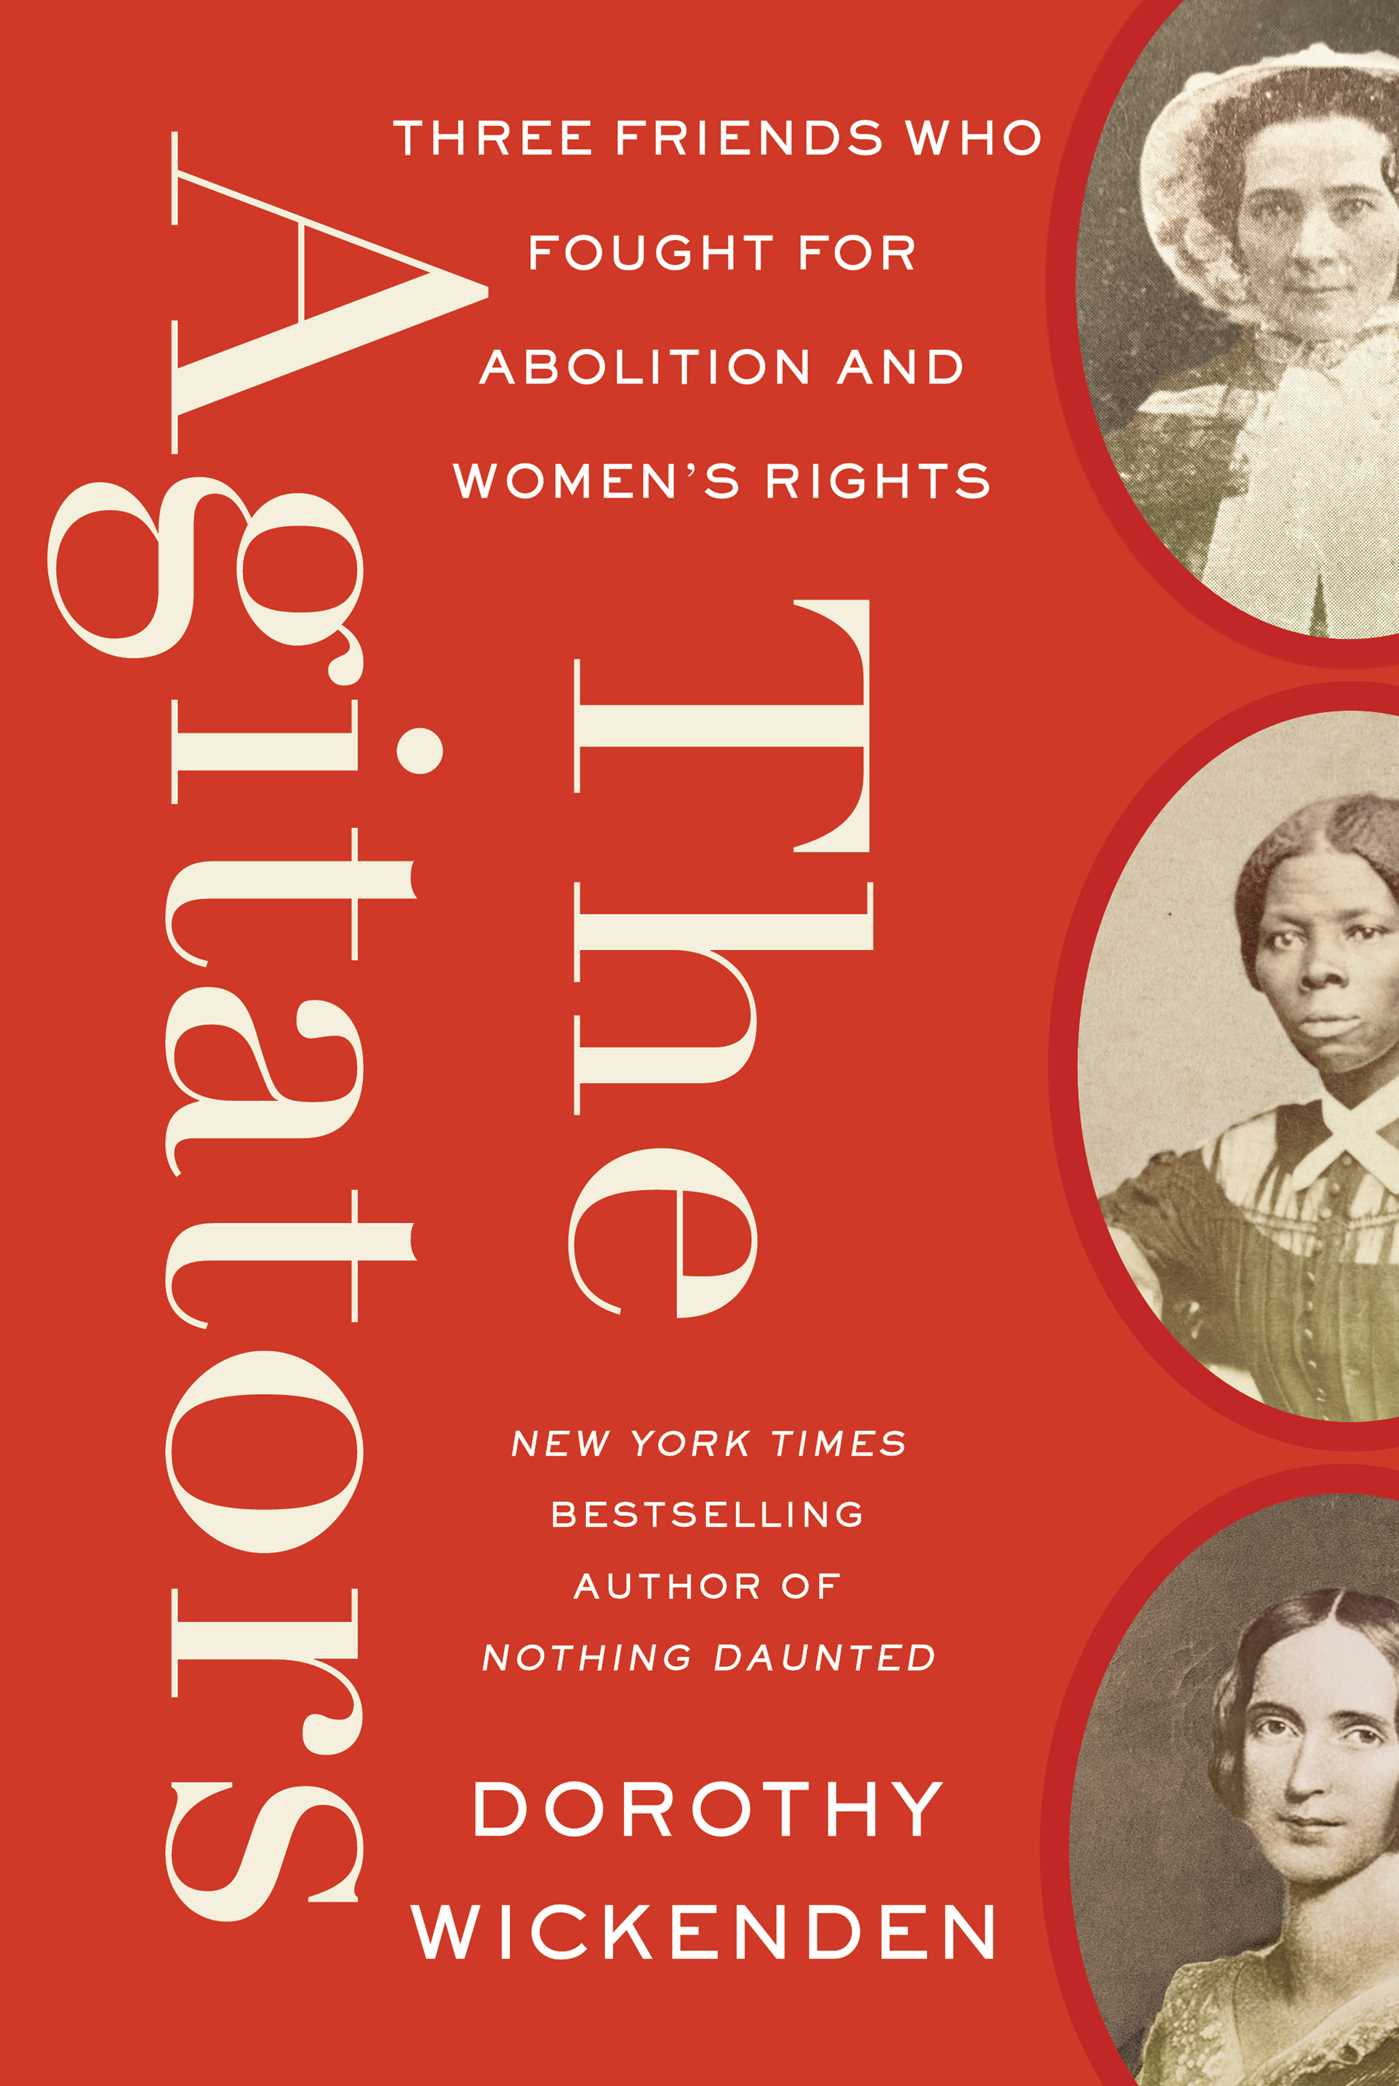 THREE FRIENDS WHO
FOUGHT FOR
ABOLITION AND
WOMEN’S RIGHTS
The
Agitators
NEW YORK TIMES
BESTSELLING
AUTHOR OF
NOTHING DAUNTED
DOROTHY
WICKENDEN